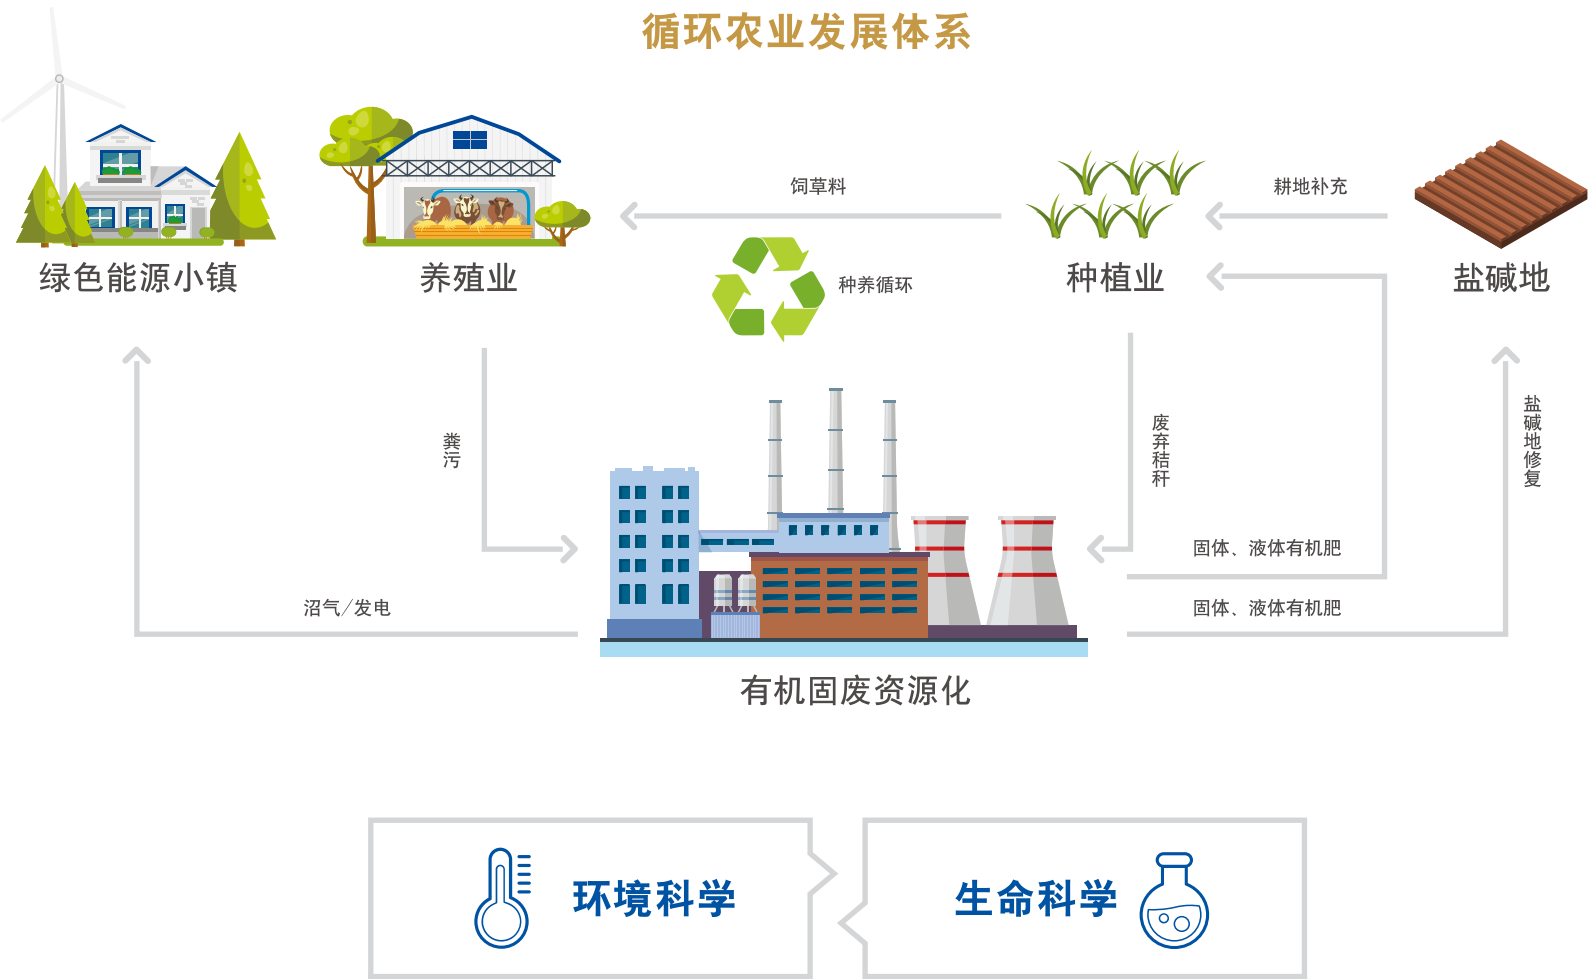 循环农业发展体系
饲草料
耕地补充
绿色能源小镇
养殖业
种养循环
种植业
盐碱地
粪污
废弃秸秆
盐碱地修复
固体、液体有机肥
沼气/发电
固体、液体有机肥
有机固废资源化
环境科学
生命科学